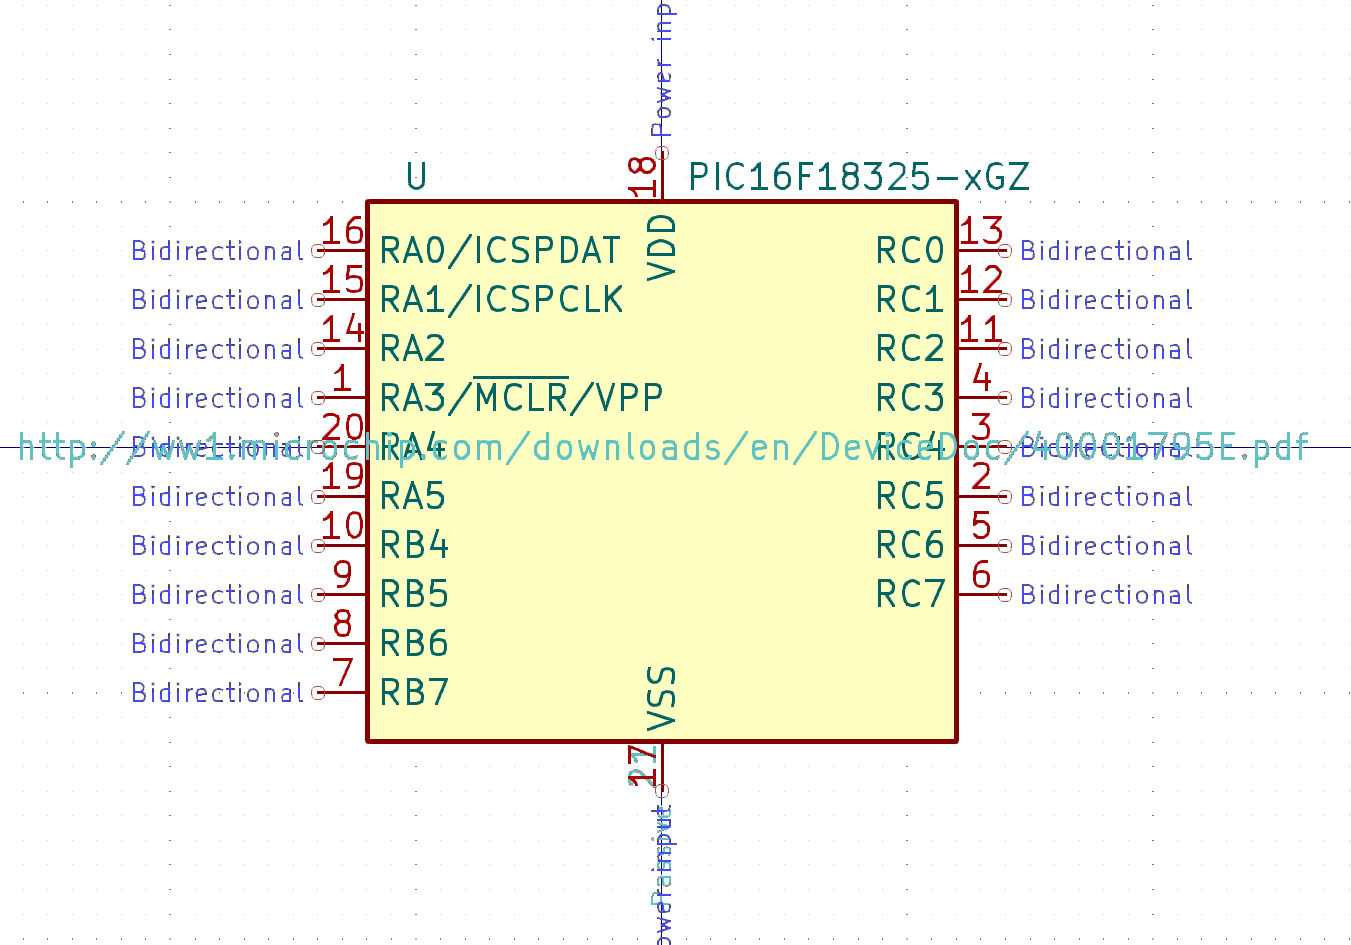 Power inp
18
U
PIC16F18325-xGZ
VDD
Bidirectional 16 RA0/ICSPDAT RC0 13 Bidirectional
Bidirectional 15 RA1/ICSPCLK RC1 12 Bidirectional
Bidirectional 14 RA2 RC2 11 Bidirectional
Bidirectional 1 RA3/MCLR/VPP RC3 4 Bidirectional
Bidirectional 20 RA4 RC4 3 Bidirectional
http://ww1.microchip.com/downloads/en/DeviceDoc/40001795E.pdf
Bidirectional 19 RA5 RC5 2 Bidirectional
Bidirectional 10 RB4 RC6 5 Bidirectional
Bidirectional 9 RB5 RC7 6 Bidirectional
Bidirectional 8 RB6
Bidirectional 7 RB7
VSS
17
21
Passive
ower input